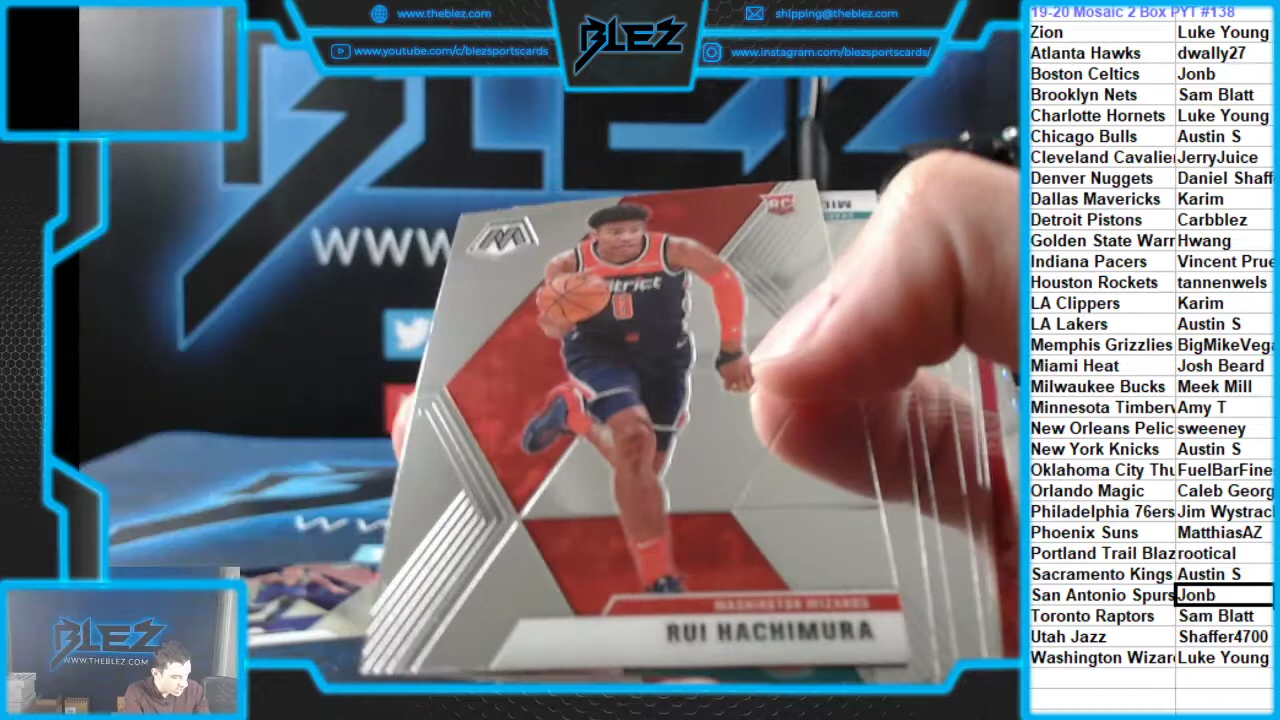 www.theblez.com
shipping@theblez.com
www.youtube.com/c/blezsportscards
www.instagram.com/blezsportscards/
BLEZ
WWW
M
RC
8
WASHINGTON WIZARDS
RUI HACHIMURA
BLEZ
WWW.THEBLEZ.COM
19-20 Mosaic 2 Box PYT #138
Zion Luke Young
Atlanta Hawks dwally27
Boston Celtics Jonb
Brooklyn Nets Sam Blatt
Charlotte Hornets Luke Young
Chicago Bulls Austin S
Cleveland Cavalier JerryJuice
Denver Nuggets Daniel Shaff
Dallas Mavericks Karim
Detroit Pistons Carbblez
Golden State Warr Hwang
Indiana Pacers Vincent Prue
Houston Rockets tannenwels
LA Clippers Karim
LA Lakers Austin S
Memphis Grizzlies BigMikeVega
Miami Heat Josh Beard
Milwaukee Bucks Meek Mill
Minnesota Timberv Amy T
New Orleans Pelic sweeney
New York Knicks Austin S
Oklahoma City Thu FuelBarFine
Orlando Magic Caleb Georg
Philadelphia 76ers Jim Wystrac
Phoenix Suns MatthiasAZ
Portland Trail Blaz rootical
Sacramento Kings Austin S
San Antonio Spurs Jonb
Toronto Raptors Sam Blatt
Utah Jazz Shaffer4700
Washington Wizar Luke Young